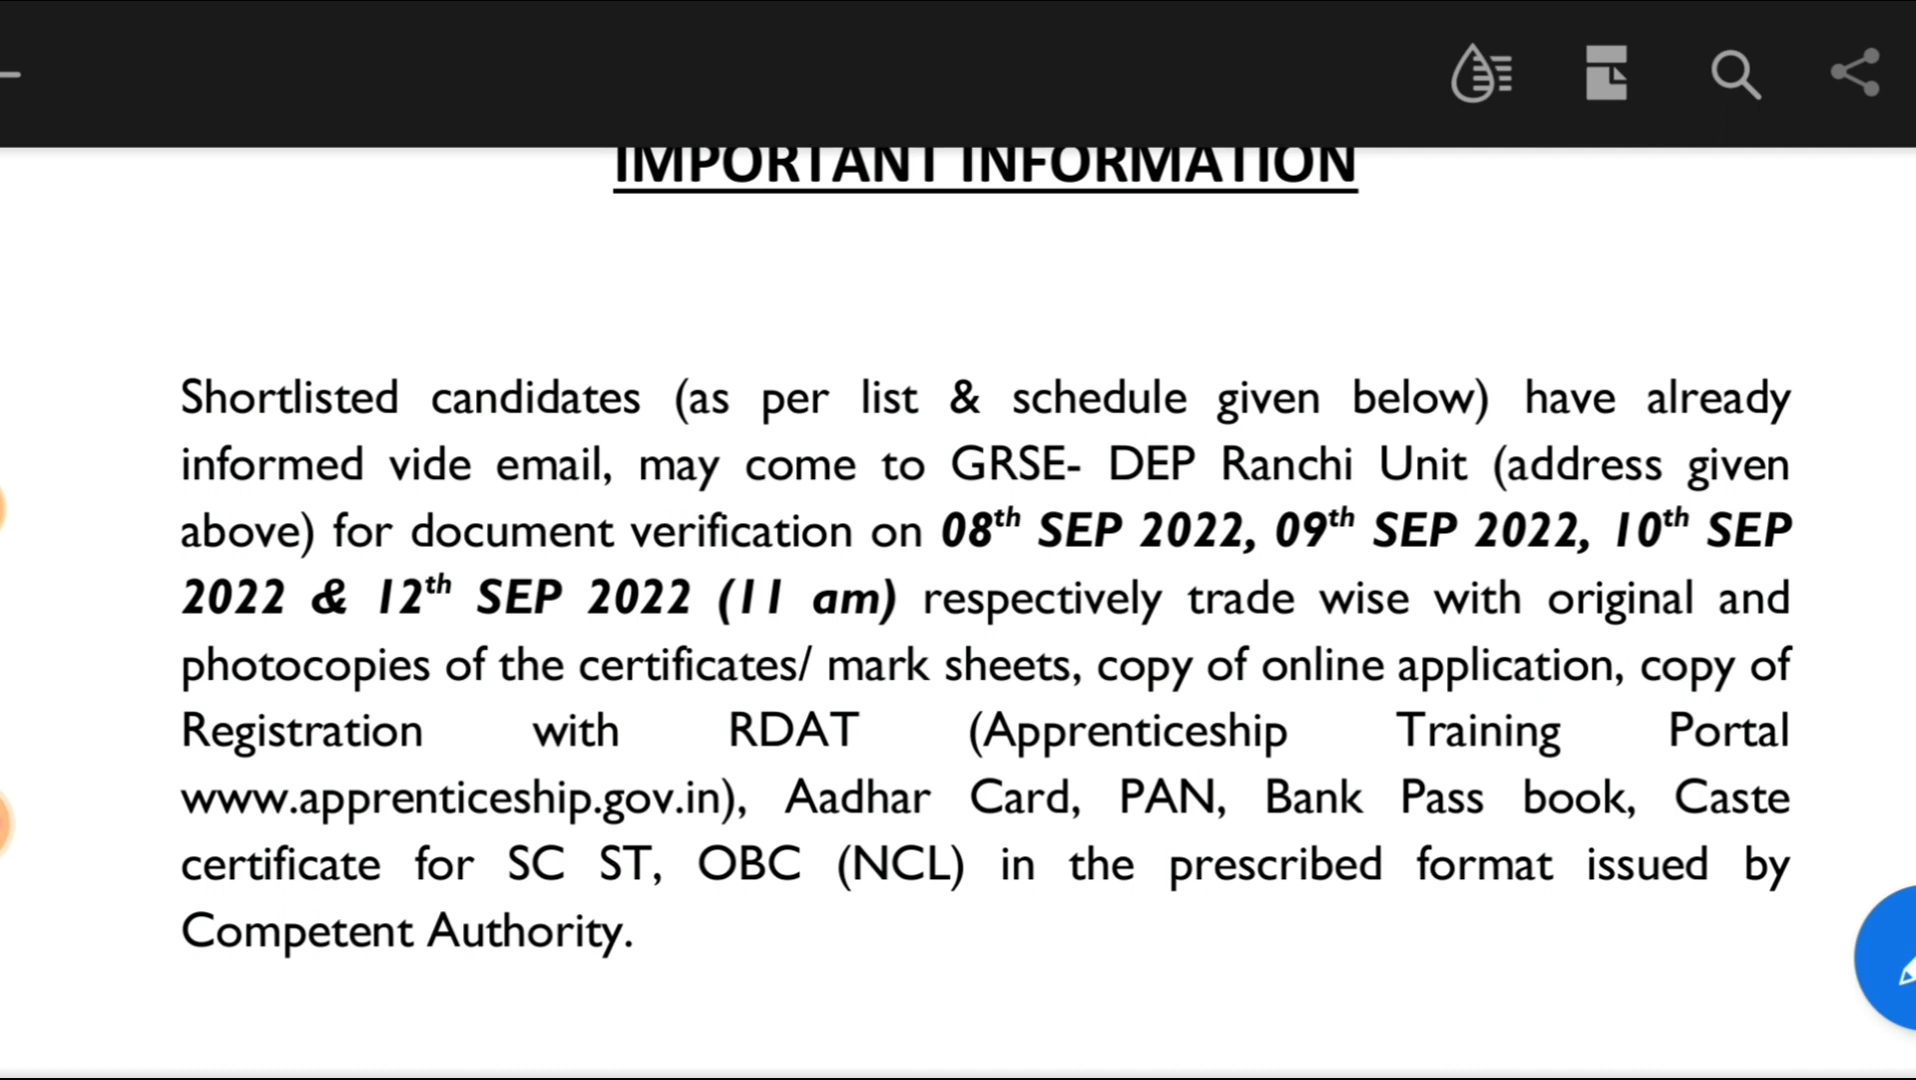 IMPORTANT INFORMATION
Shortlisted candidates (as per list & schedule given below) have already
informed vide email, may come to GRSE- DEP Ranchi Unit (address given
above) for document verification on 08th SEP 2022, 09th SEP 2022, 10th SEP
2022 & 12th SEP 2022 (11 am) respectively trade wise with original and
photocopies of the certificates/ mark sheets, copy of online application, copy of
Registration with RDAT (Apprenticeship Training Portal
www.apprenticeship.gov.in), Aadhar Card, PAN, Bank Pass book, Caste
certificate for SC ST, OBC (NCL) in the prescribed format issued by
Competent Authority.